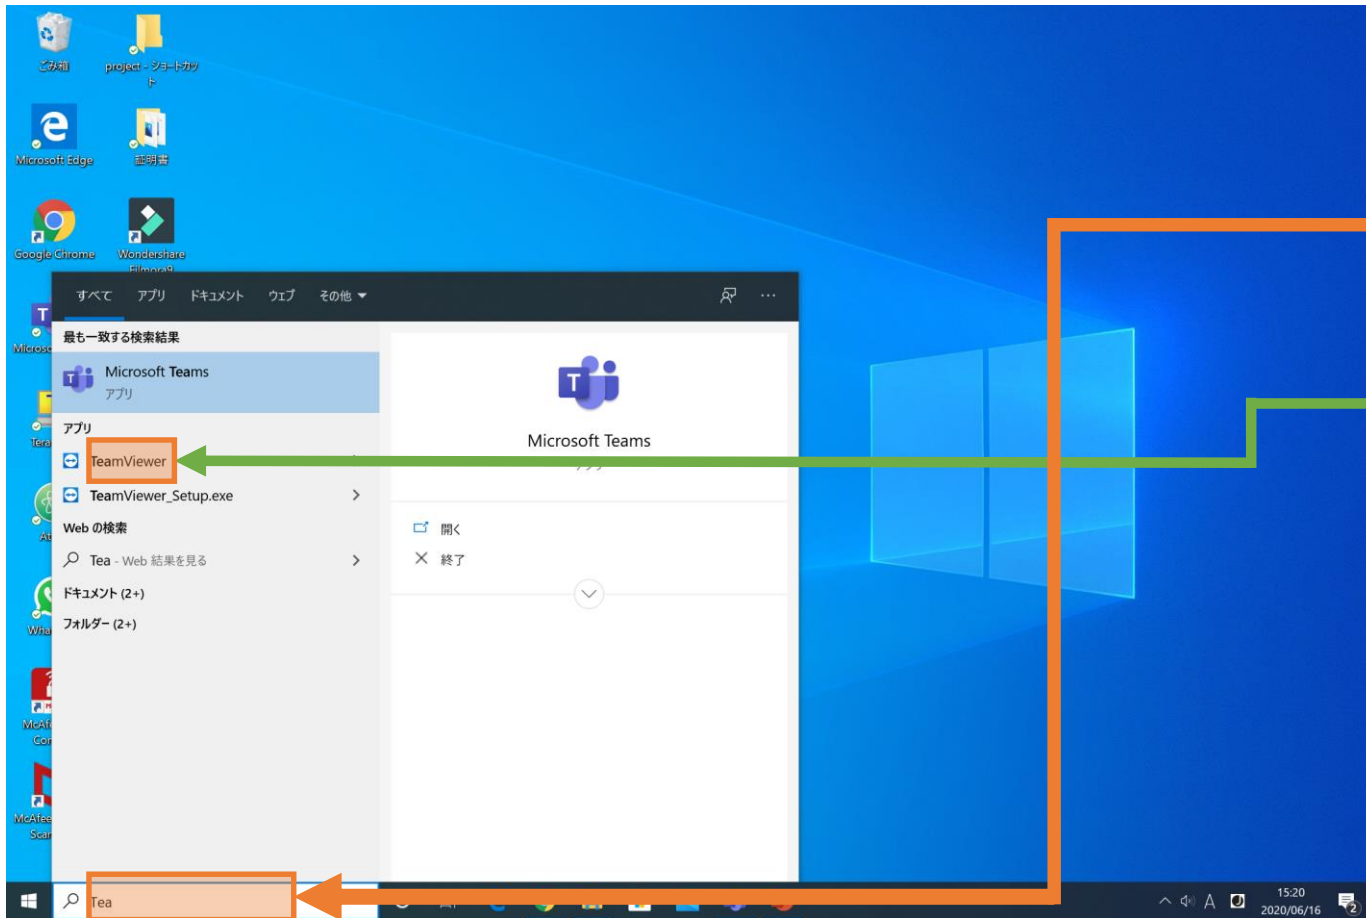 ごみ箱
project - ショートカッ
ト
Microsoft Edge
証明書
Google Chrome
Wondershare
Filmora9
すべて アプリ ドキュメント ウェブ その他
最も一致する検索結果
Microsoft Teams
アプリ
Microsoft Teams
アプリ
TeamViewer
TeamViewer_Setup.exe
Web の検索
Tea - Web 結果を見る
ドキュメント (2+)
フォルダー (2+)
開く
終了
Tea
A
15:20
2020/06/16
2